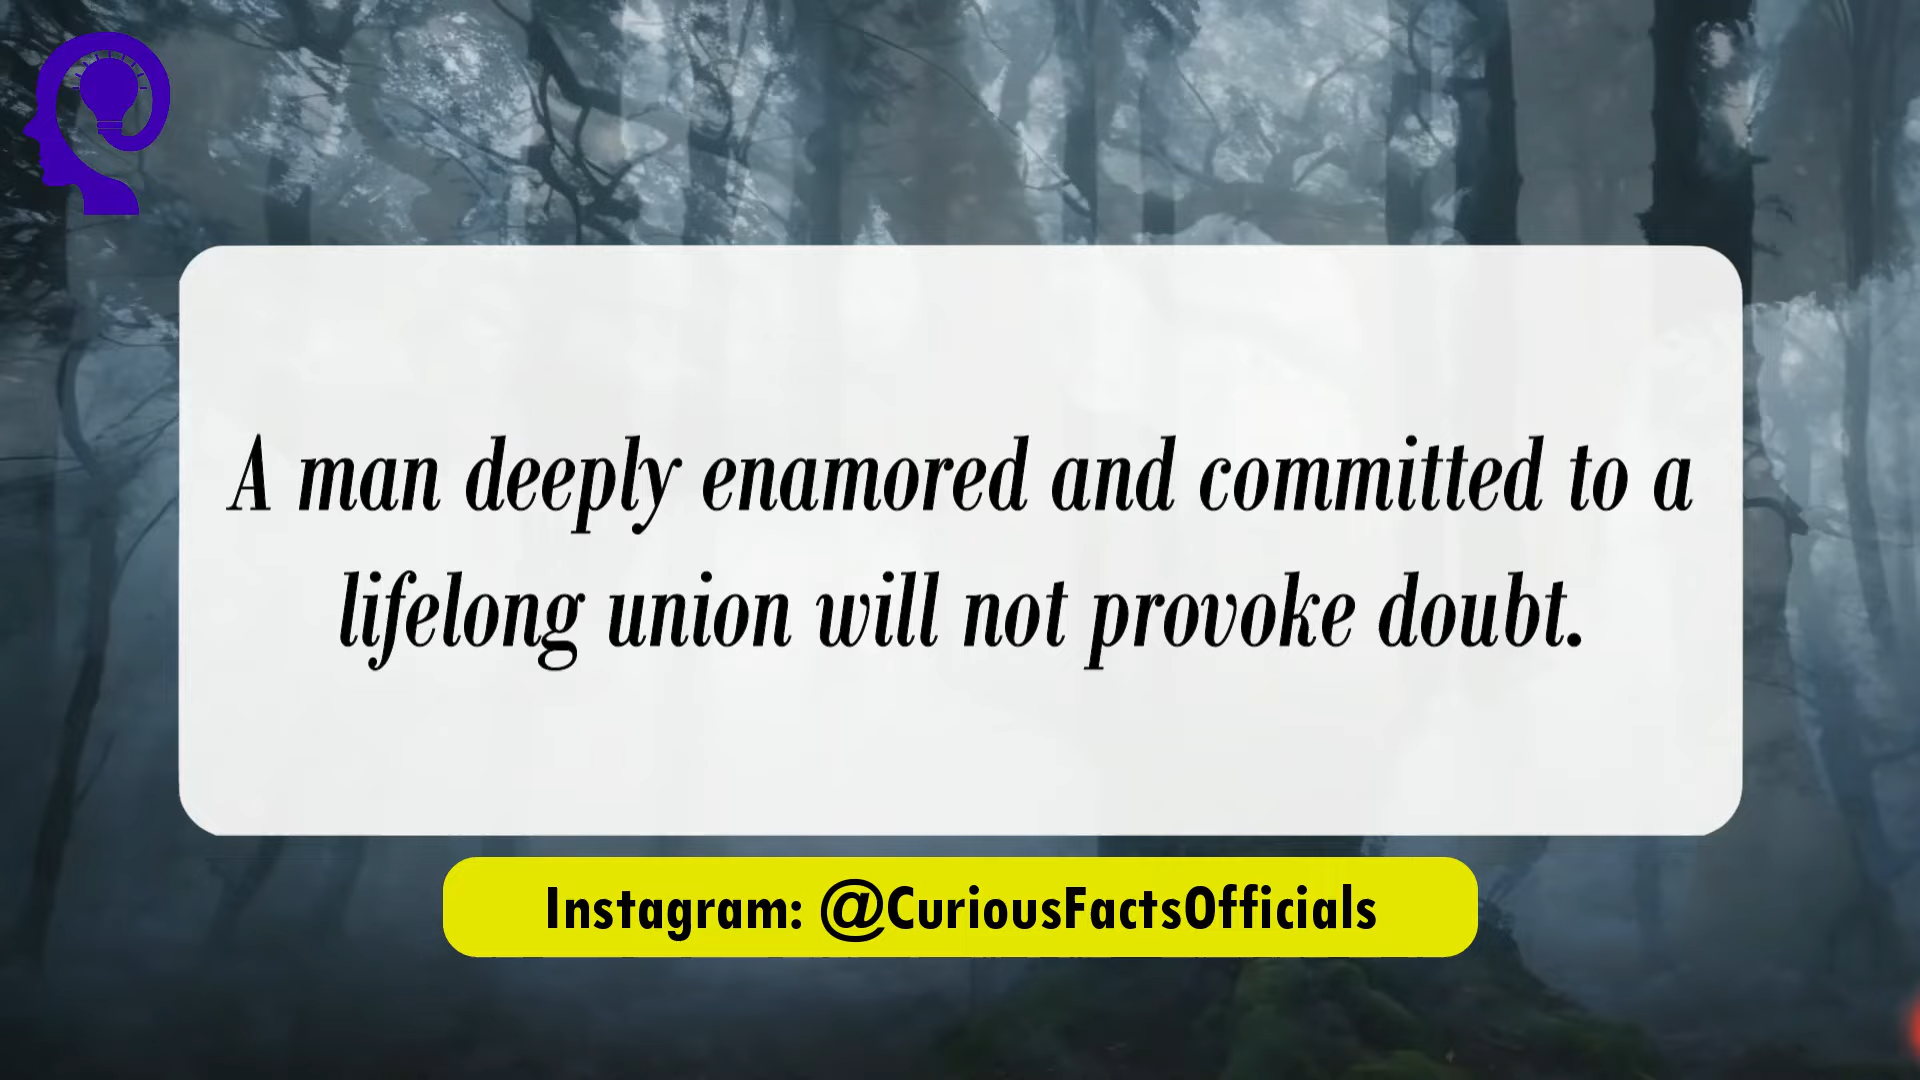 A man deeply enamored and committed to a
lifelong union will not provoke doubt.
Instagram: @CuriousFactsOfficials